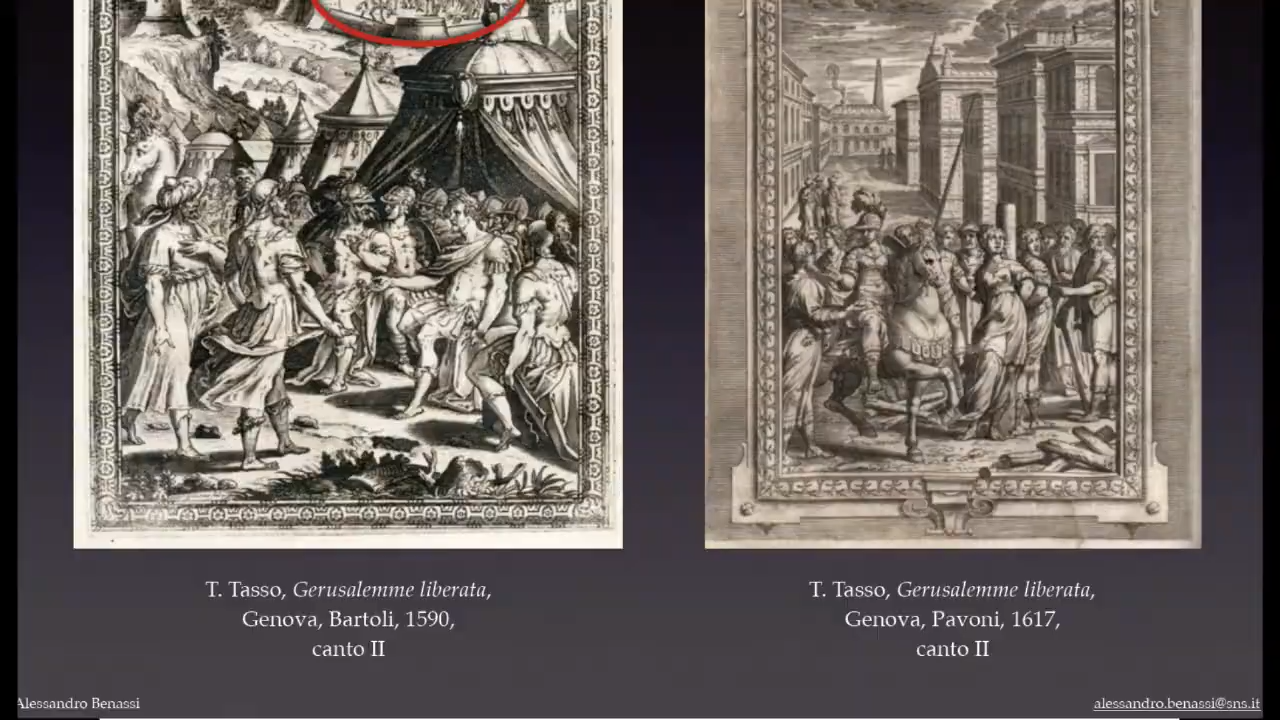 T. Tasso, Gerusalemme liberata,
Genova, Bartoli, 1590,
canto II
T. Tasso, Gerusalemme liberata,
Genova, Pavoni, 1617,
canto II
Alessandro Benassi
alessandro.benassi@sns.it